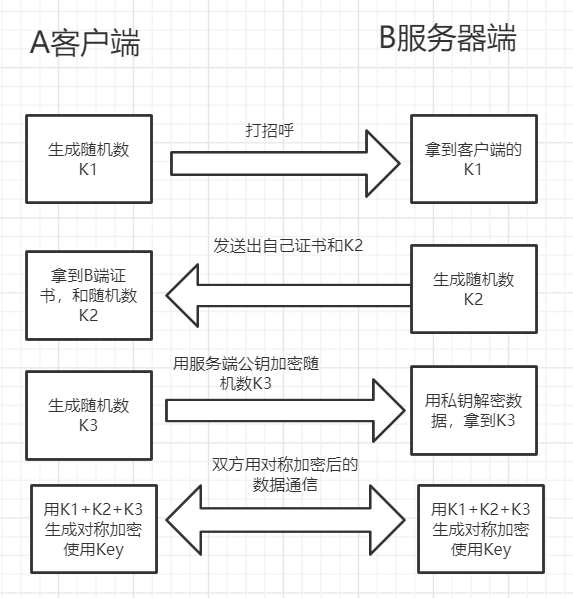 A客户端
B服务器端
打招呼
生成随机数
K1
拿到客户端的
K1
发送出自己证书和K2
拿到B端证
书，和随机数
K2
生成随机数
K2
用服务端公钥加密随
机数K3
生成随机数
K3
用私钥解密数
据，拿到K3
双方用对称加密后的
数据通信
用K1+K2+K3
生成对称加密
使用Key
用K1+K2+K3
生成对称加密
使用Key